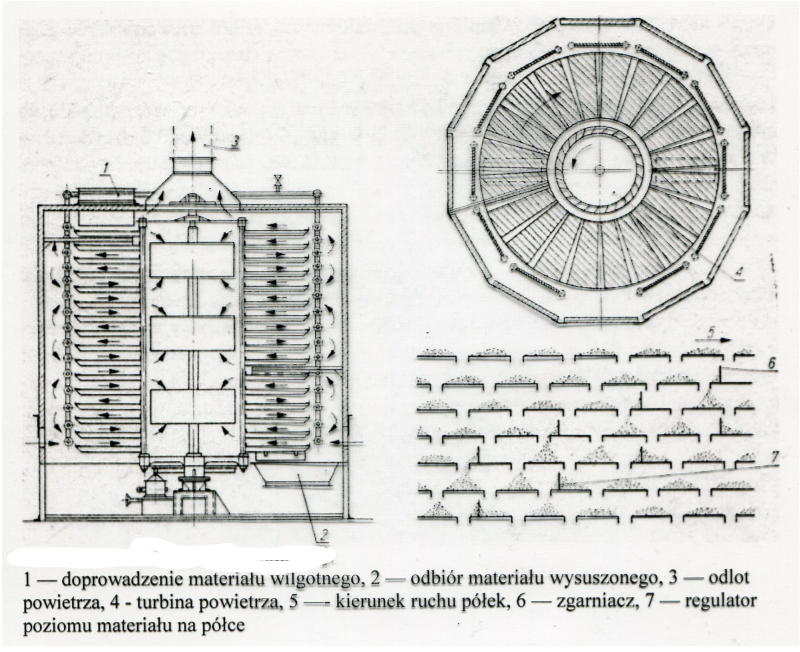 1
3
4
5
6
7
2
1 — doprowadzenie materiału wilgotnego, 2 — odbiór materiału wysuszonego, 3 — odlot
powietrza, 4 - turbina powietrza, 5 —- kierunek ruchu półek, 6 — zgarniacz, 7 — regulator
poziomu materiału na półce